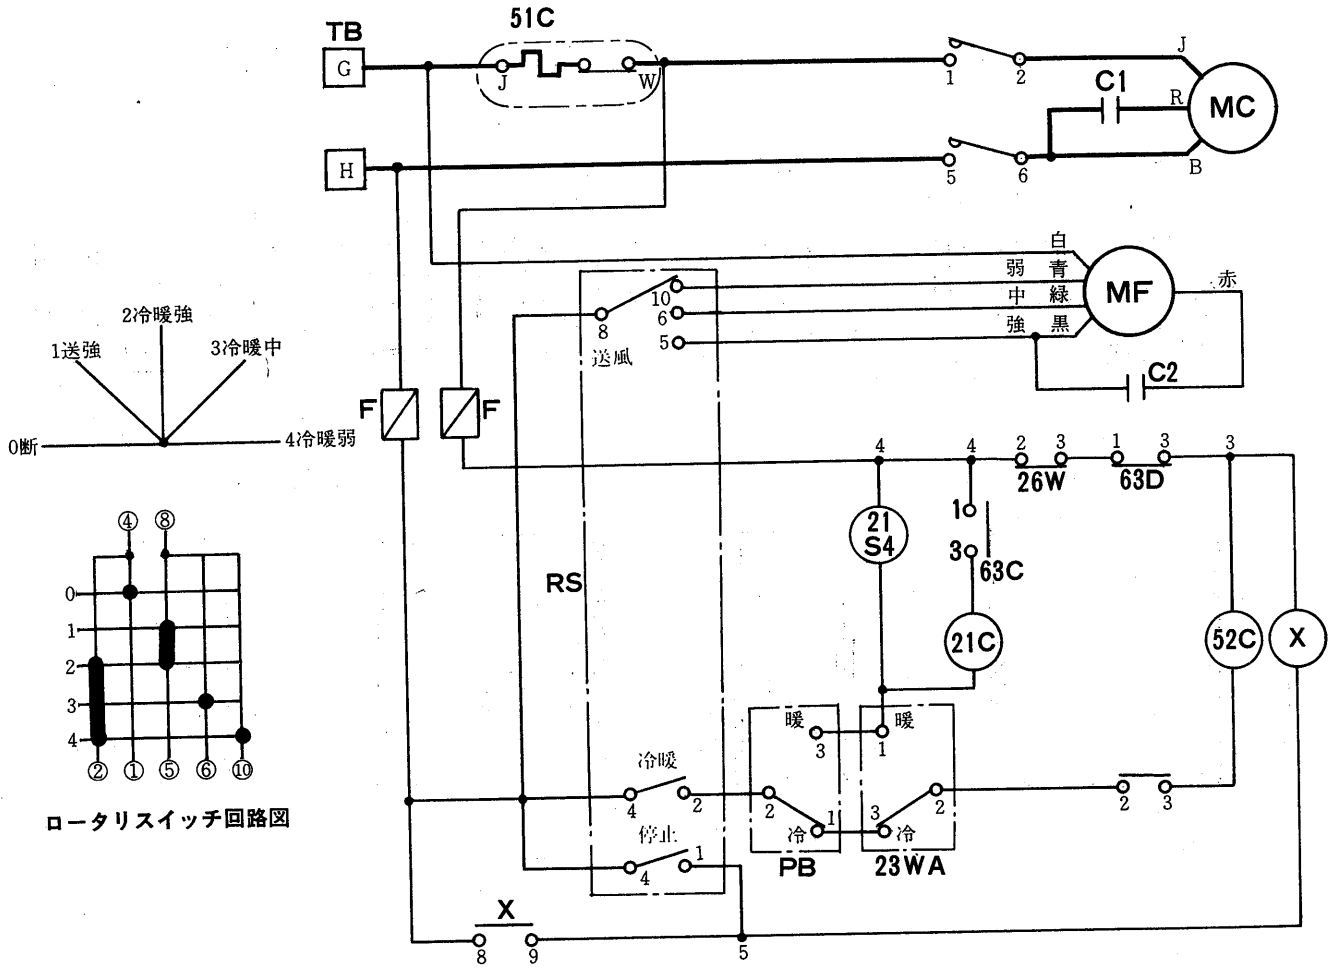 51C
TB
G
J
W
1
2
J
C1
R
MC
H
5
6
B
白
弱 青
中 緑
強 黒
MF
赤
C2
10
6
8
5
送風
2冷暖強
1送強
3冷暖中
0断
4冷暖弱
F
F
4
4
2
3
1
3
3
26W
63D
21
S4
1
3
63C
21C
52C
X
RS
④
⑧
0
1
2
3
4
②
①
⑤
⑥
⑩
ロータリスイッチ回路図
冷暖
4
2
停止
4
1
暖
3
暖
1
2
1
冷
3
冷
2
PB
23WA
2
3
X
8
9
5